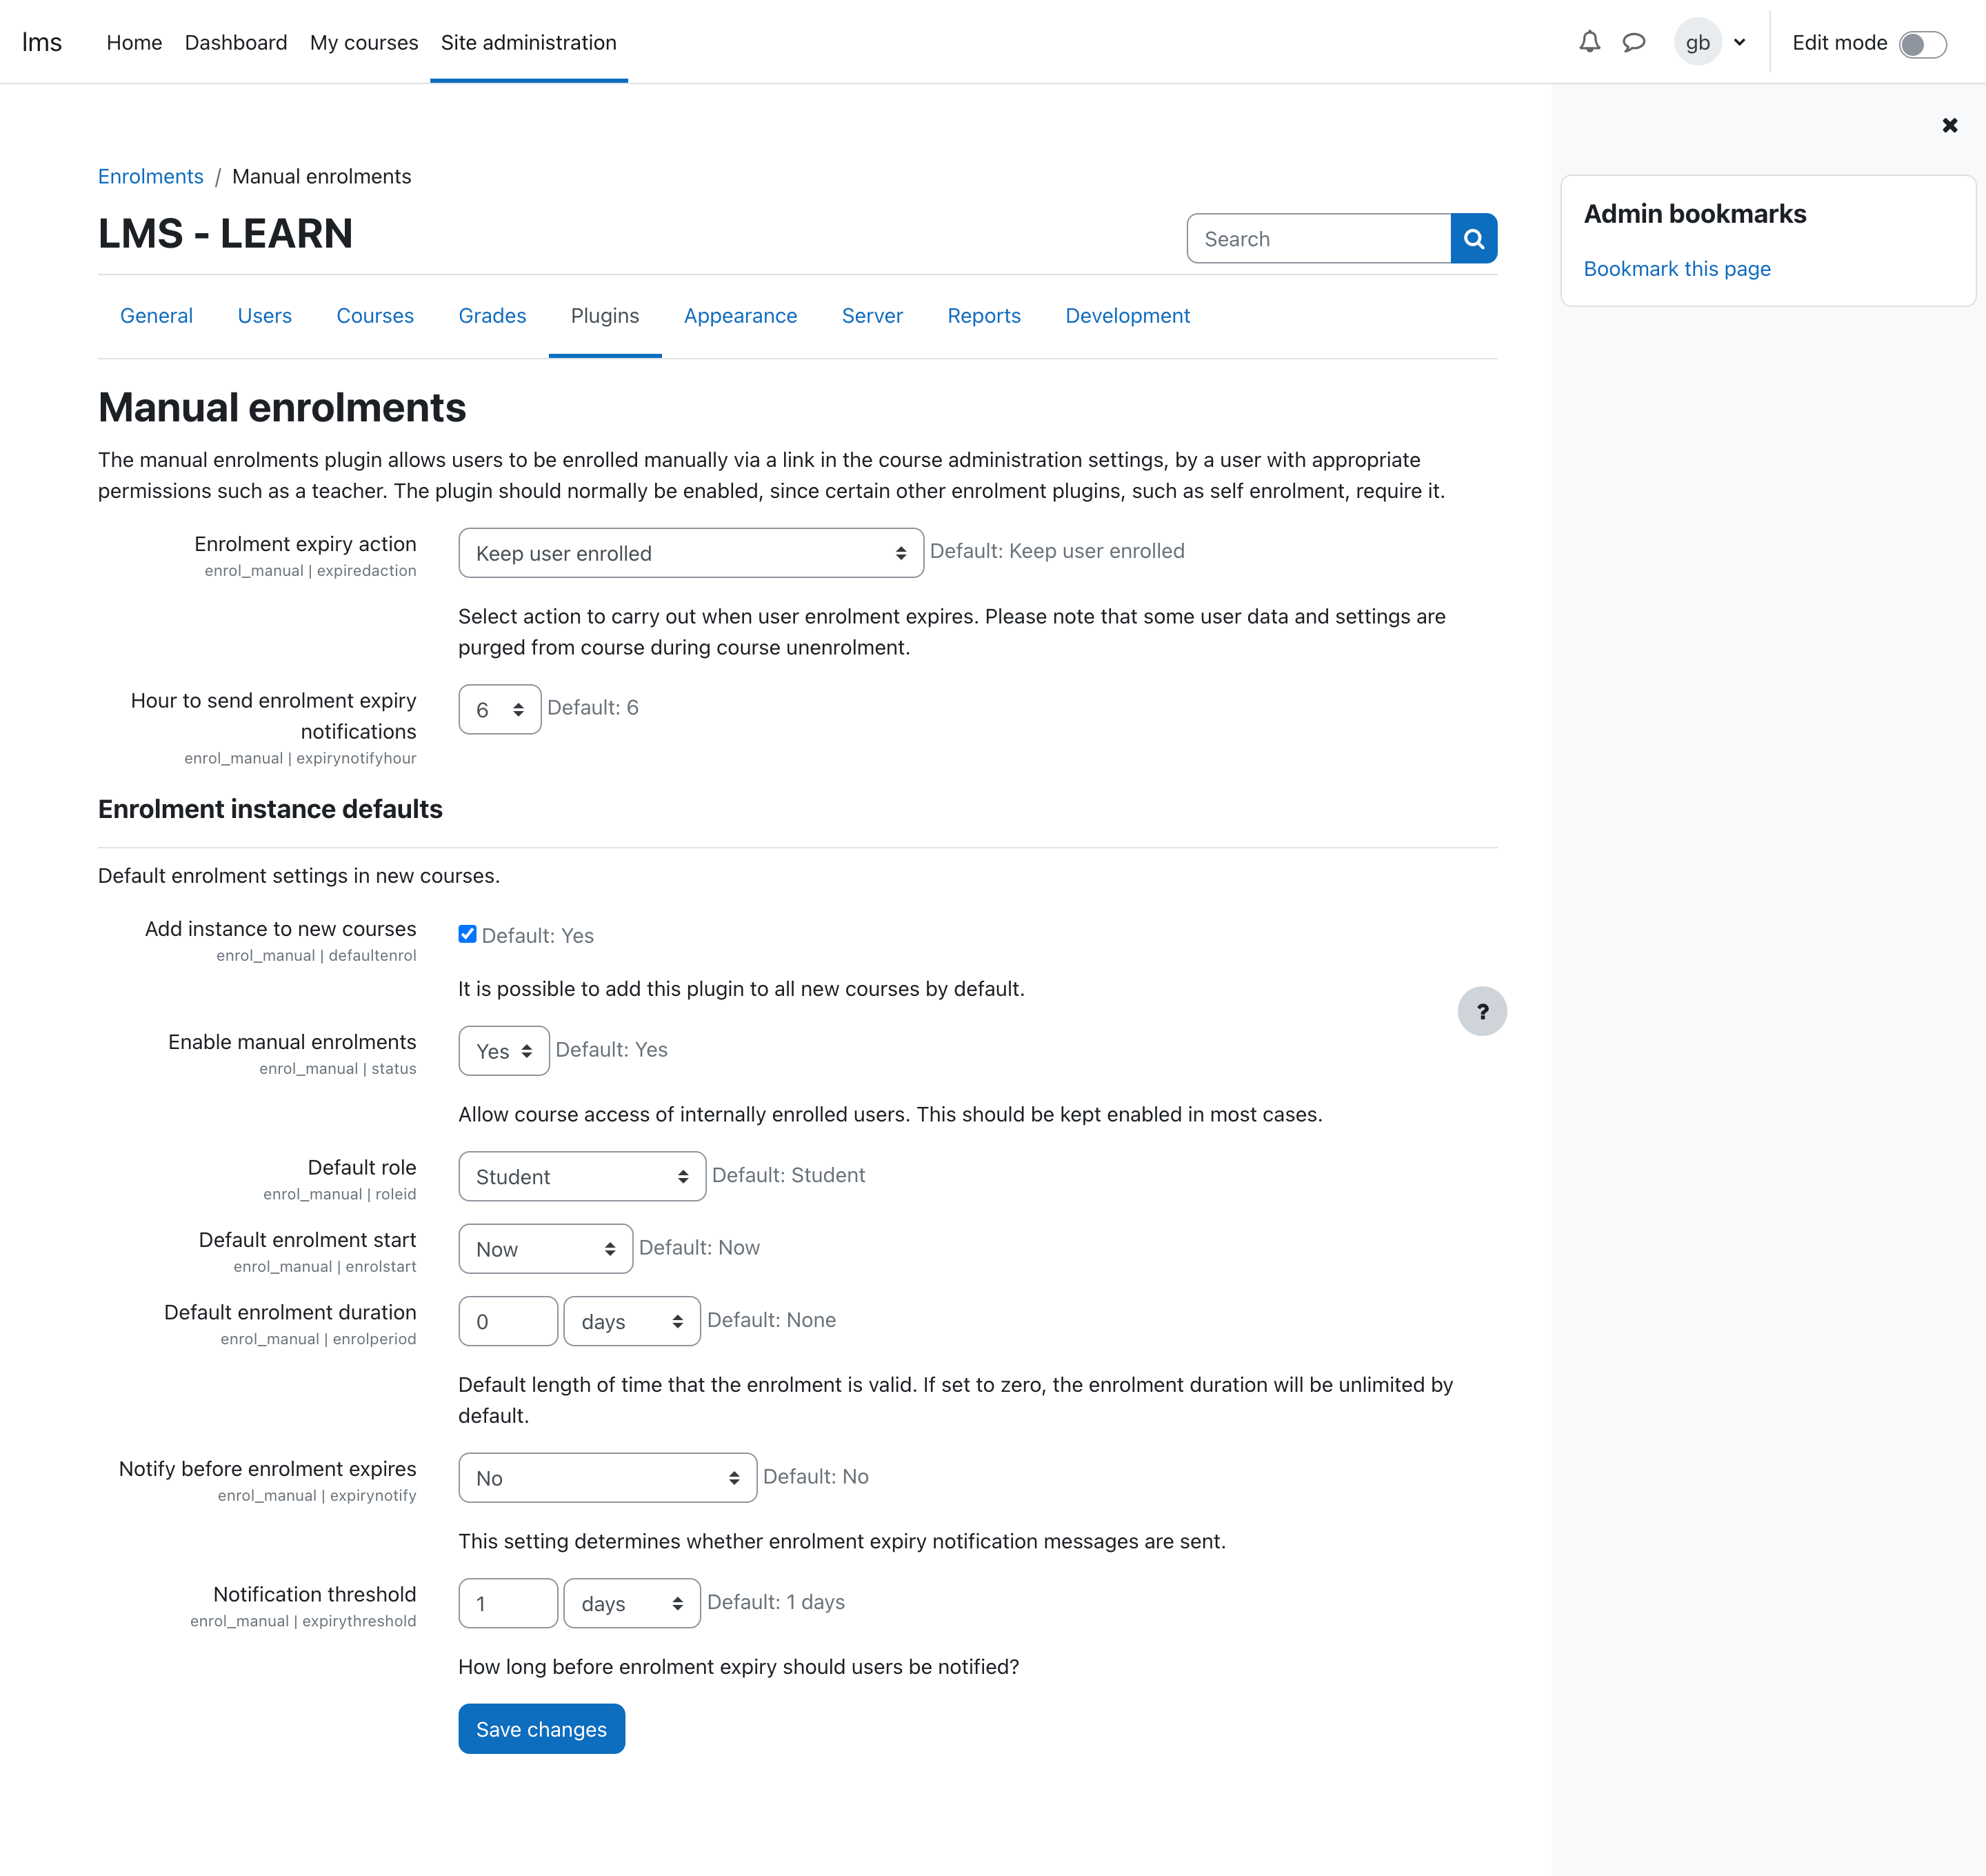 lms Home Dashboard My courses Site administration gb Edit mode
Enrolments / Manual enrolments
LMS - LEARN
Search
General Users Courses Grades Plugins Appearance Server Reports Development
Manual enrolments
The manual enrolments plugin allows users to be enrolled manually via a link in the course administration settings, by a user with appropriate
permissions such as a teacher. The plugin should normally be enabled, since certain other enrolment plugins, such as self enrolment, require it.
Enrolment expiry action
enrol_manual | expiredaction
Keep user enrolled Default: Keep user enrolled
Select action to carry out when user enrolment expires. Please note that some user data and settings are
purged from course during course unenrolment.
Hour to send enrolment expiry
notifications
enrol_manual | expirynotifyhour
6 Default: 6
Enrolment instance defaults
Default enrolment settings in new courses.
Add instance to new courses
enrol_manual | defaultenrol
Default: Yes
It is possible to add this plugin to all new courses by default.
Enable manual enrolments
enrol_manual | status
Yes Default: Yes
Allow course access of internally enrolled users. This should be kept enabled in most cases.
Default role
enrol_manual | roleid
Student Default: Student
Default enrolment start
enrol_manual | enrolstart
Now Default: Now
Default enrolment duration
enrol_manual | enrolperiod
0 days Default: None
Default length of time that the enrolment is valid. If set to zero, the enrolment duration will be unlimited by
default.
Notify before enrolment expires
enrol_manual | expirynotify
No Default: No
This setting determines whether enrolment expiry notification messages are sent.
Notification threshold
enrol_manual | expirythreshold
1 days Default: 1 days
How long before enrolment expiry should users be notified?
Save changes
Admin bookmarks
Bookmark this page
?